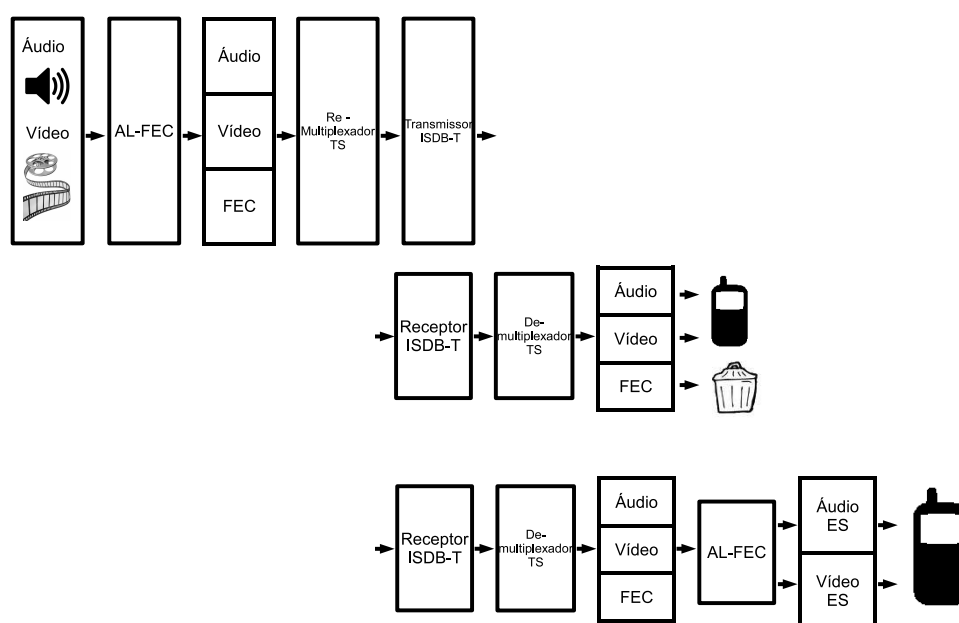 Áudio
Vídeo
AL-FEC
Áudio
Vídeo
FEC
Re -
Multiplexador
TS
Transmissor
ISDB-T
Receptor
ISDB-T
De-
multiplexador
TS
Áudio
Vídeo
FEC
Receptor
ISDB-T
De-
multiplexador
TS
Áudio
Vídeo
FEC
AL-FEC
Áudio
ES
Vídeo
ES